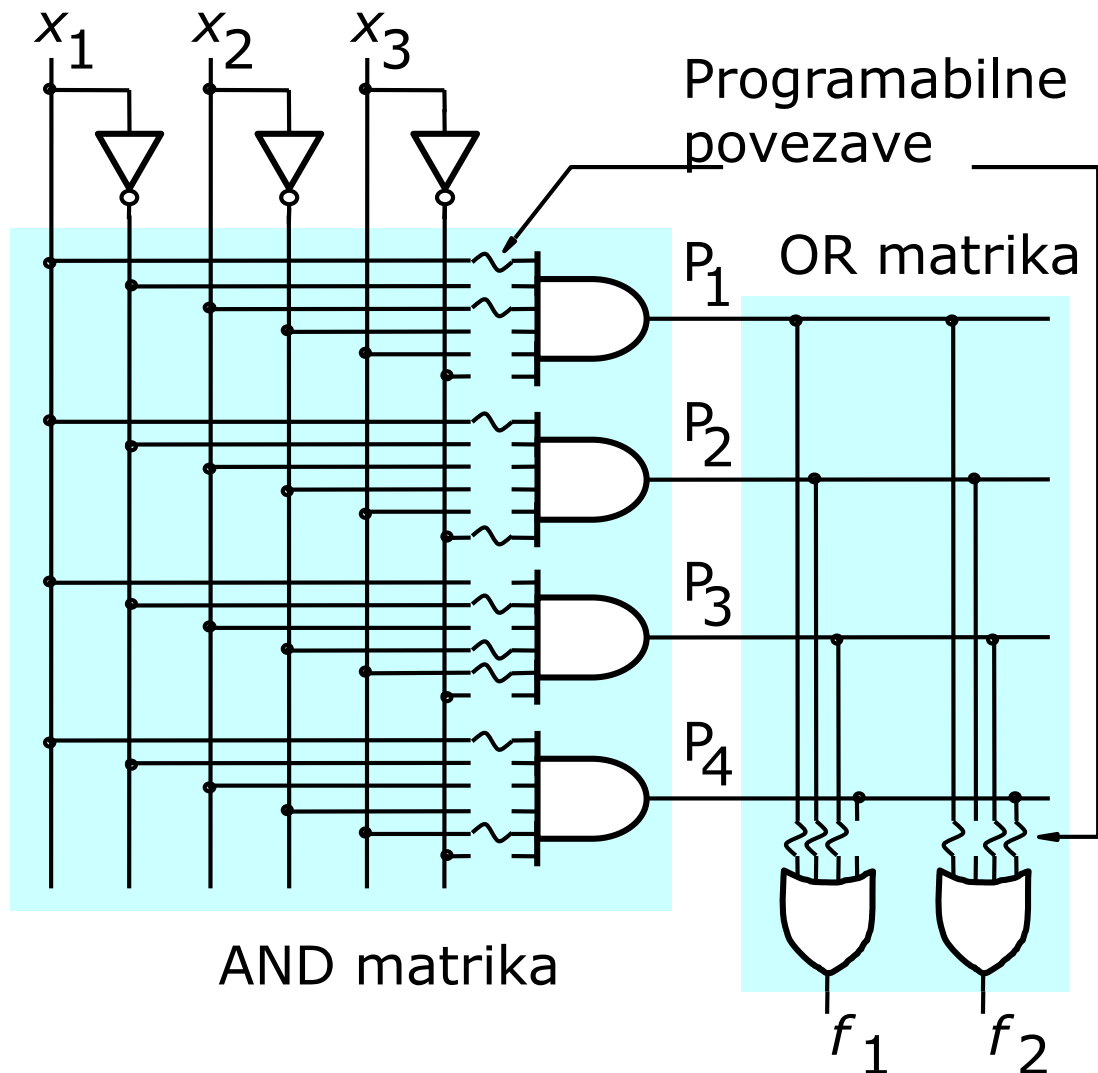 x1 x2 x3
Programabilne
povezave
OR matrika
P1
P2
P3
P4
AND matrika
f1 f2